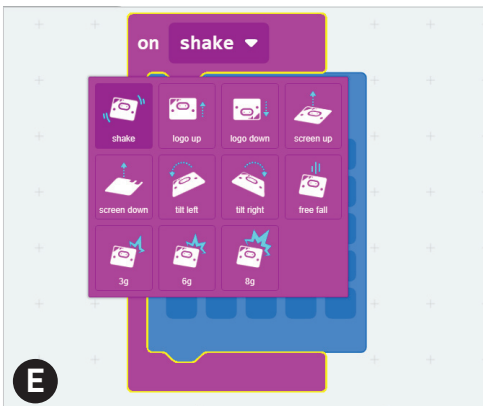 on shake
shake logo up logo down screen up
screen down tilt left tilt right free fall
3g 6g 8g
E